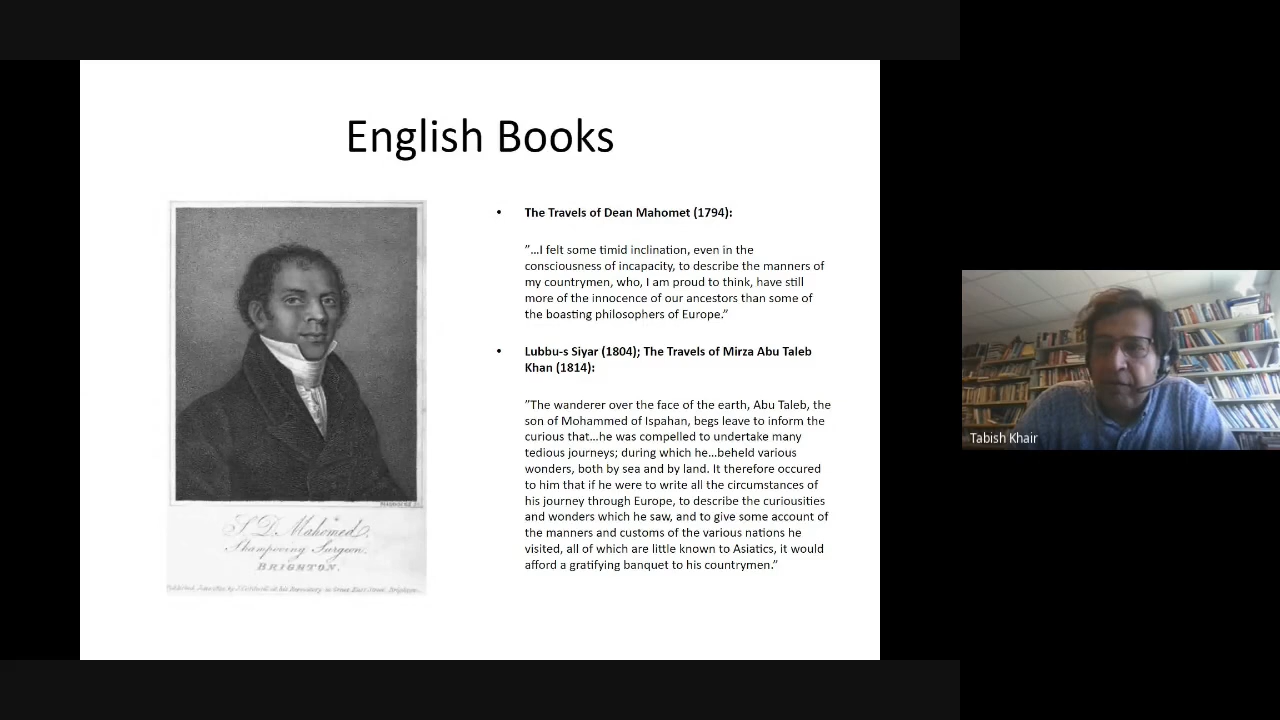 English Books
• The Travels of Dean Mahomet (1794):
”…I felt some timid inclination, even in the
consciousness of incapacity, to describe the manners of
my countrymen, who, I am proud to think, have still
more of the innocence of our ancestors than some of
the boasting philosophers of Europe.”
• Lubbu-s Siyar (1804); The Travels of Mirza Abu Taleb
Khan (1814):
”The wanderer over the face of the earth, Abu Taleb, the
son of Mohammed of Ispahan, begs leave to inform the
curious that…he was compelled to undertake many
tedious journeys; during which he…beheld various
wonders, both by sea and by land. It therefore occured
to him that if he were to write all the circumstances of
his journey through Europe, to describe the curiousities
and wonders which he saw, and to give some account of
the manners and customs of the various nations he
visited, all of which are little known to Asiatics, it would
afford a gratifying banquet to his countrymen.”
S D Mahomed.
Shampooing Surgeon.
BRIGHTON.
Tabish Khair